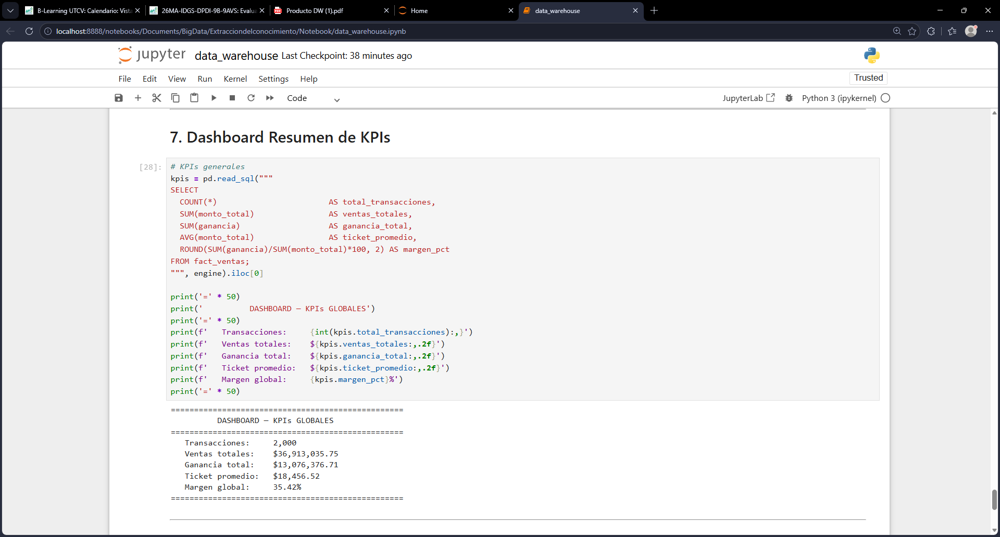 B-Learning UTCV: Calendario: Vista
26MA-IDGS-DPDI-9B-9AVS: Evalua
Producto DW (1).pdf
Home
data_warehouse
localhost:8888/notebooks/Documents/BigData/Extracciondelconocimiento/Notebook/data_warehouse.ipynb
jupyter data_warehouse Last Checkpoint: 38 minutes ago
File Edit View Run Kernel Settings Help
Trusted
Code
JupyterLab
Python 3 (ipykernel)
7. Dashboard Resumen de KPIs
[28]:
# KPIs generales
kpis = pd.read_sql("""
SELECT
  COUNT(*)                        AS total_transacciones,
  SUM(monto_total)                AS ventas_totales,
  SUM(ganancia)                   AS ganancia_total,
  AVG(monto_total)                AS ticket_promedio,
  ROUND(SUM(ganancia)/SUM(monto_total)*100, 2) AS margen_pct
FROM fact_ventas;
""", engine).iloc[0]
print('=' * 50)
print('          DASHBOARD — KPIs GLOBALES')
print('=' * 50)
print(f'   Transacciones:     {int(kpis.total_transacciones):,}')
print(f'   Ventas totales:    ${kpis.ventas_totales:,.2f}')
print(f'   Ganancia total:    ${kpis.ganancia_total:,.2f}')
print(f'   Ticket promedio:   ${kpis.ticket_promedio:,.2f}')
print(f'   Margen global:     {kpis.margen_pct}%')
print('=' * 50)
==================================================
          DASHBOARD — KPIs GLOBALES
==================================================
   Transacciones:     2,000
   Ventas totales:    $36,913,035.75
   Ganancia total:    $13,076,376.71
   Ticket promedio:   $18,456.52
   Margen global:     35.42%
==================================================